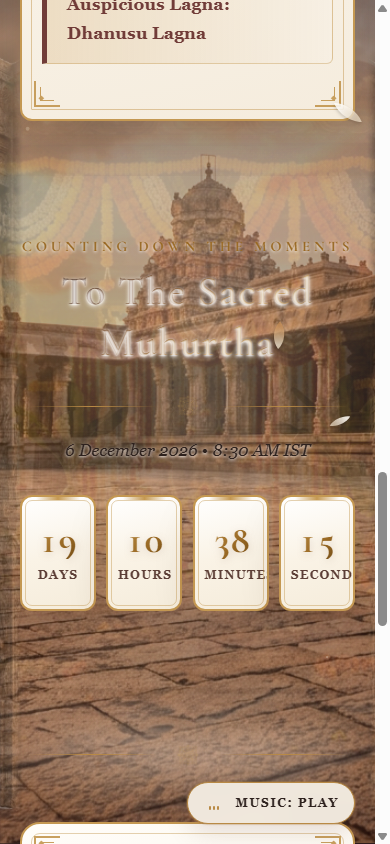 Auspicious Lagna:
Dhanusu Lagna
COUNTING DOWN THE MOMENTS
To The Sacred
Muhurtha
6 December 2026 • 8:30 AM IST
19 10 38 15
DAYS HOURS MINUTE SECOND
MUSIC: PLAY